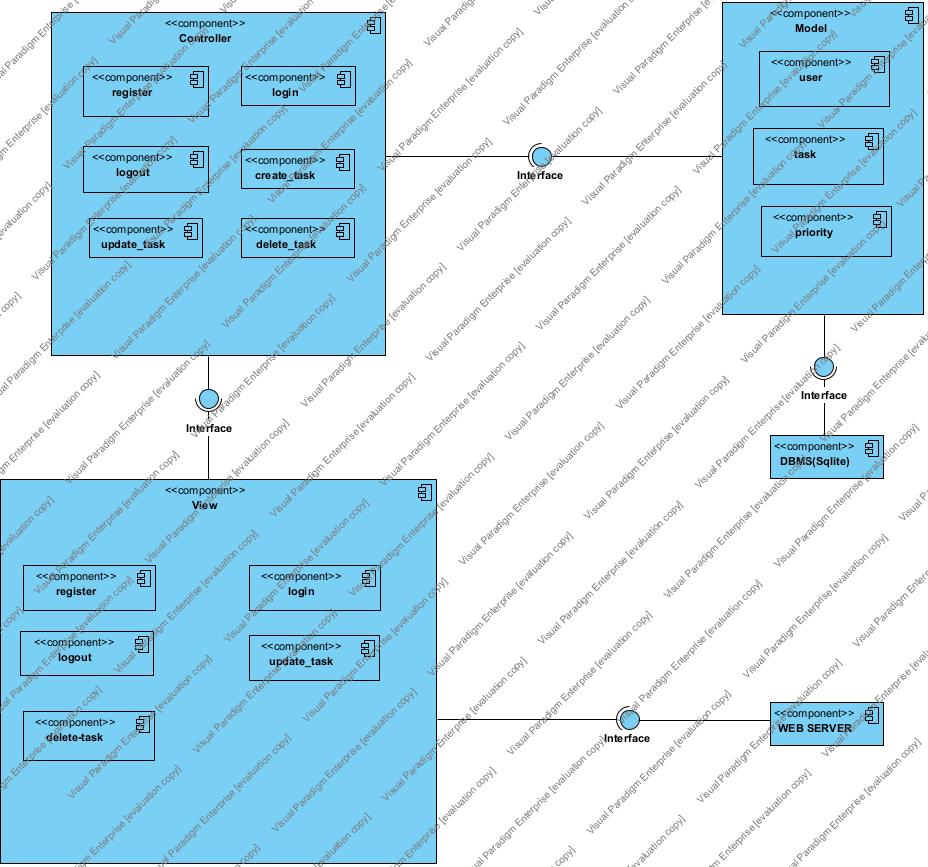 <<component>>
Controller
<<component>>
register
<<component>>
login
<<component>>
logout
<<component>>
create_task
<<component>>
update_task
<<component>>
delete_task
Interface
<<component>>
Model
<<component>>
user
<<component>>
task
<<component>>
priority
Interface
Interface
<<component>>
DBMS(Sqlite)
<<component>>
View
<<component>>
register
<<component>>
login
<<component>>
logout
<<component>>
update_task
<<component>>
delete-task
Interface
<<component>>
WEB SERVER
Visual Paradigm Enterprise [evaluation copy]